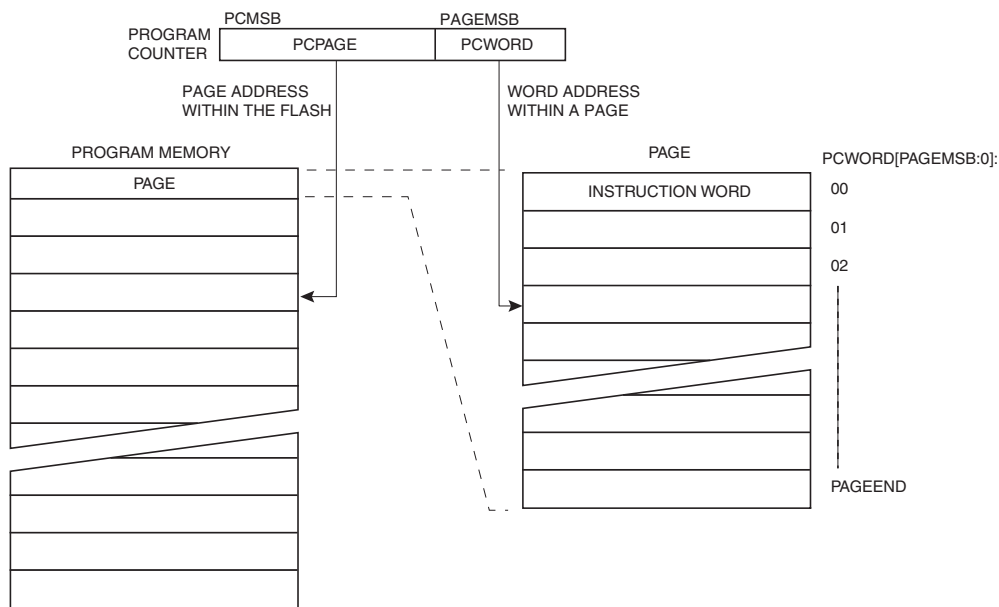 PCMSB PAGEMSB
PROGRAM
COUNTER
PCPAGE PCWORD
PAGE ADDRESS
WITHIN THE FLASH
WORD ADDRESS
WITHIN A PAGE
PROGRAM MEMORY
PAGE
PAGE
INSTRUCTION WORD
PCWORD[PAGEMSB:0]:
00
01
02
PAGEEND